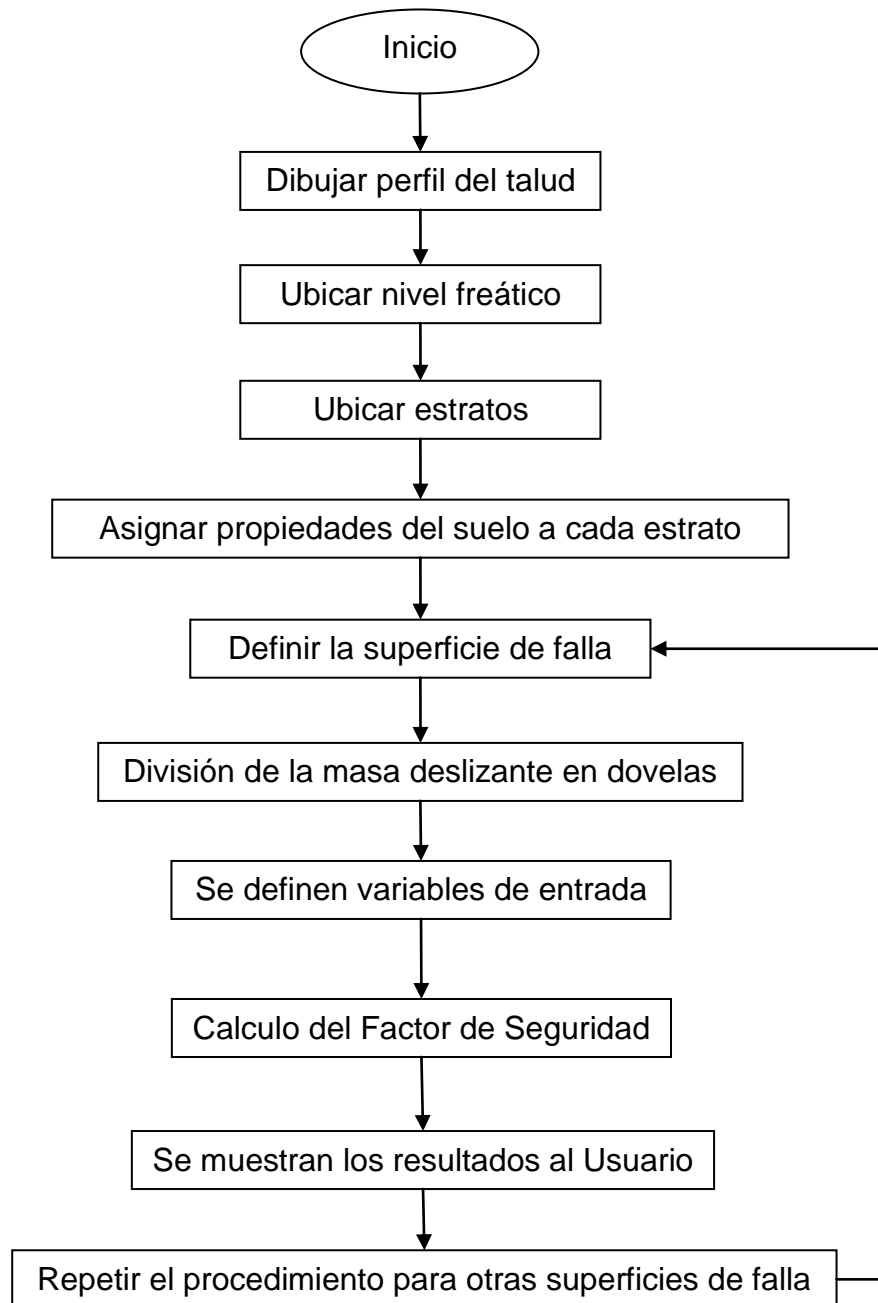 Inicio
Dibujar perfil del talud
Ubicar nivel freático
Ubicar estratos
Asignar propiedades del suelo a cada estrato
Definir la superficie de falla
División de la masa deslizante en dovelas
Se definen variables de entrada
Calculo del Factor de Seguridad
Se muestran los resultados al Usuario
Repetir el procedimiento para otras superficies de falla